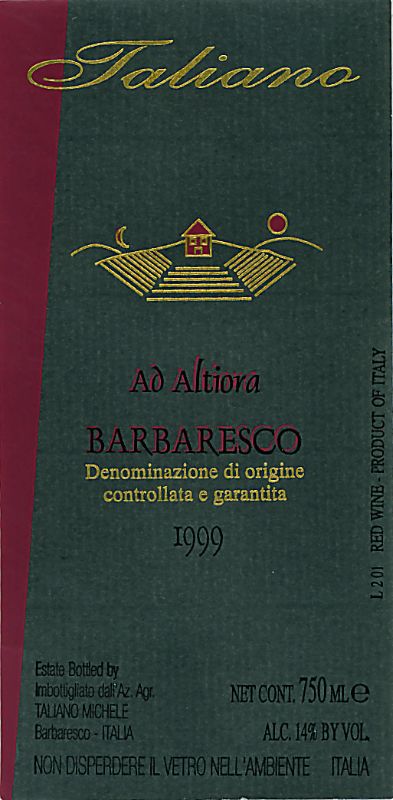 Taliano
Ad Altiora
BARBARESCO
Denominazione di origine
controllata e garantita
1999
L 2 01 RED WINE - PRODUCT OF ITALY
Estate Bottled by
Imbottigliato dall'Az. Agr.
TALIANO MICHELE
Barbaresco - ITALIA
NET CONT. 750 ML e
ALC. 14% BY VOL.
NON DISPERDERE IL VETRO NELL'AMBIENTE ITALIA